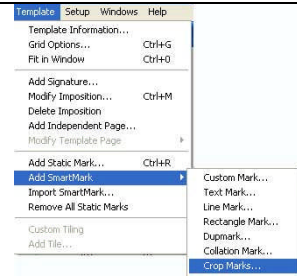 Template Setup Windows Help
Template Information...
Grid Options... Ctrl+G
Fit in Window Ctrl+0
Add Signature...
Modify Imposition... Ctrl+M
Delete Imposition
Add Independent Page...
Modify Template Page
Add Static Mark... Ctrl+R
Add SmartMark
Import SmartMark...
Remove All Static Marks
Custom Tiling
Add Tile...
Custom Mark...
Text Mark...
Line Mark...
Rectangle Mark...
Dupmark...
Collation Mark...
Crop Marks...